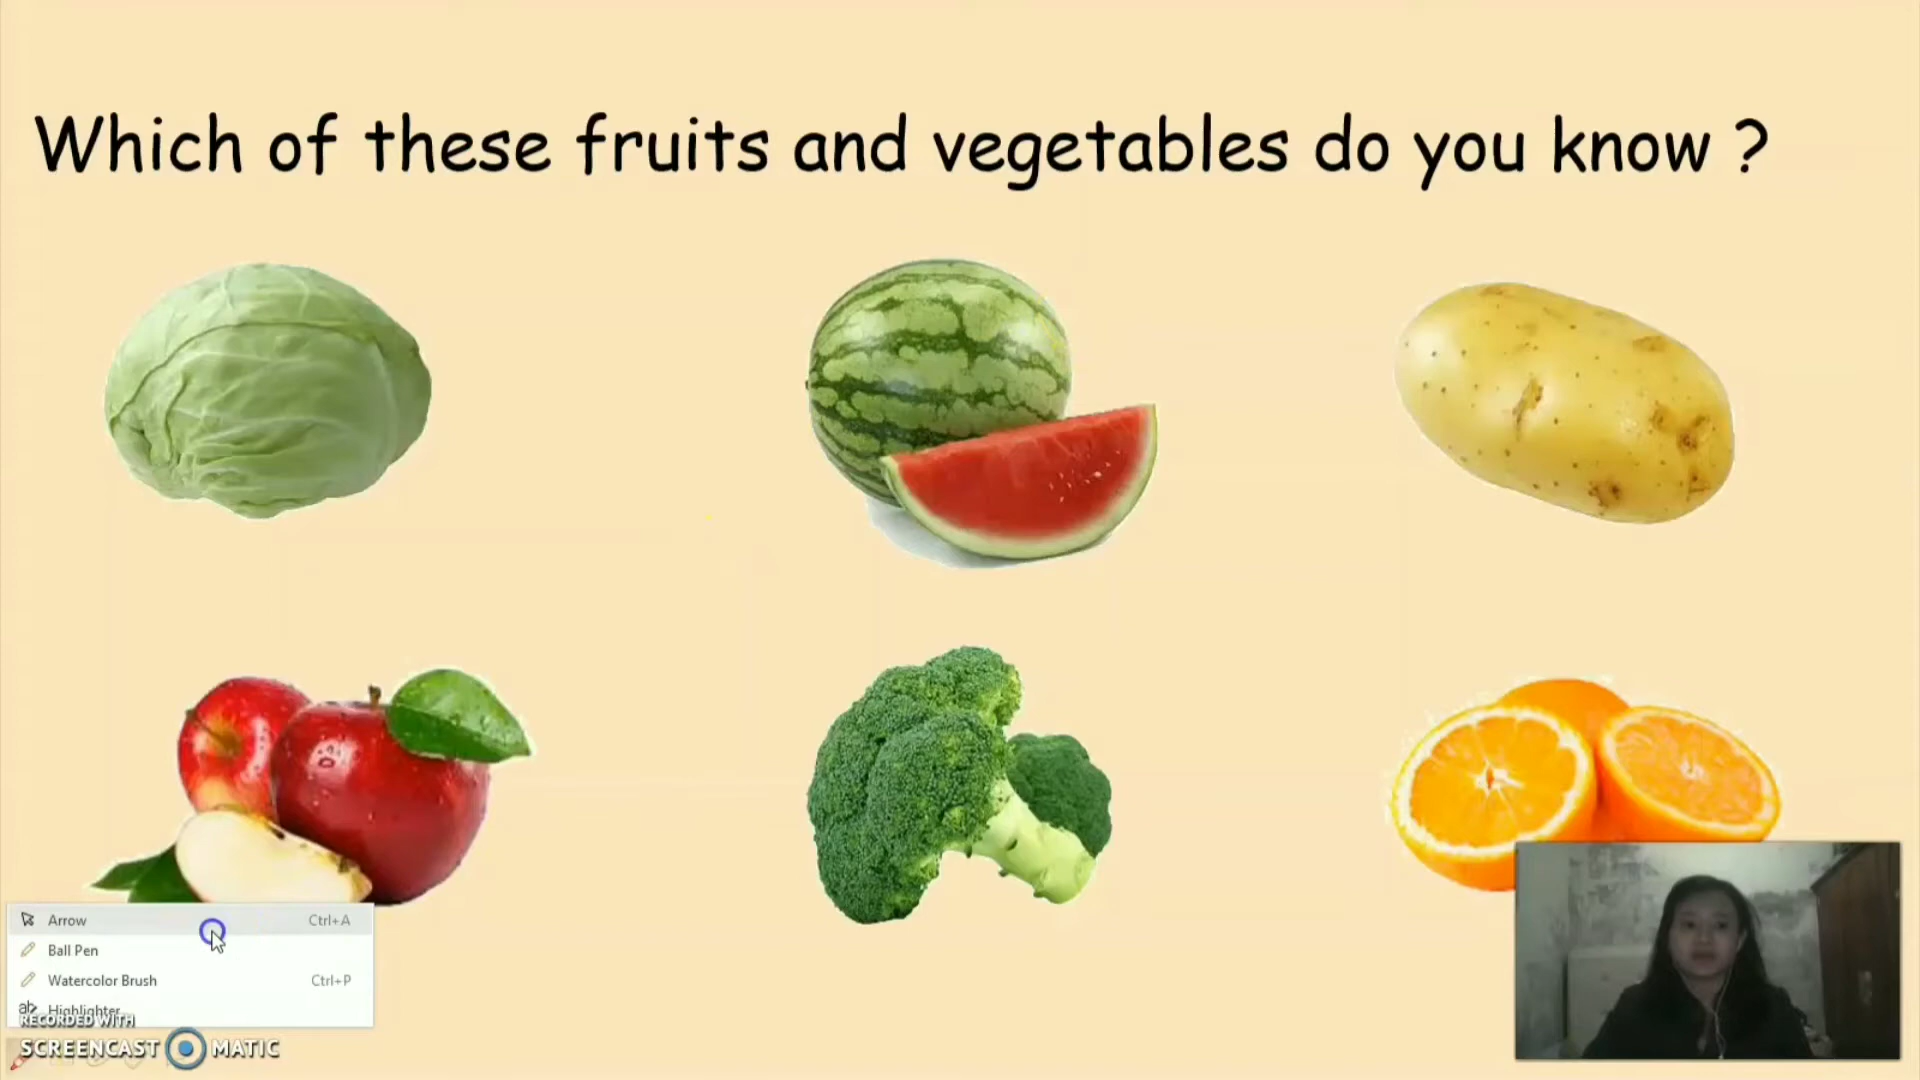 Which of these fruits and vegetables do you know ?
Arrow Ctrl+A
Ball Pen
Watercolor Brush Ctrl+P
Highlighter
RECORDED WITH
SCREENCAST MATIC